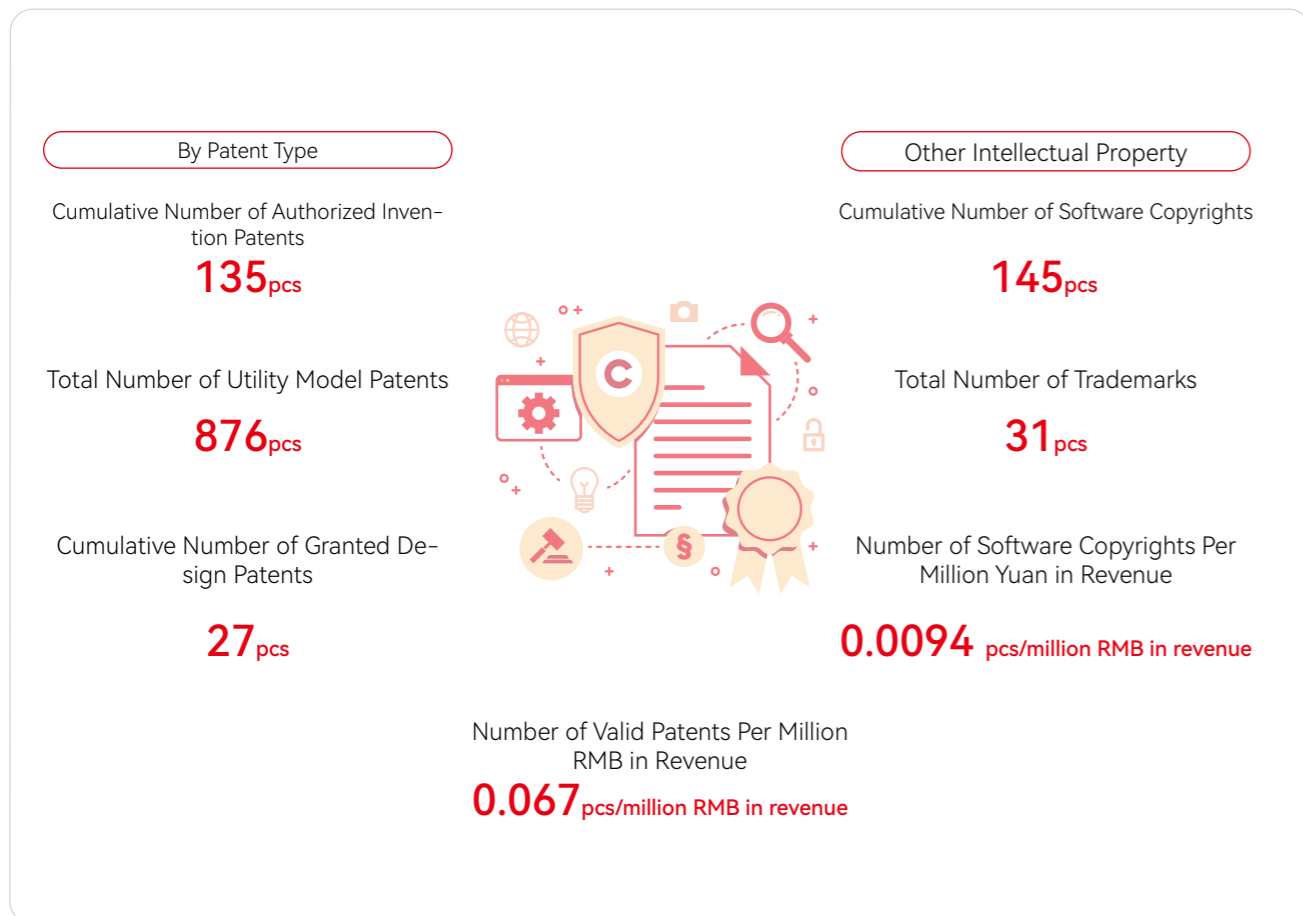 By Patent Type
Cumulative Number of Authorized Inven-
tion Patents
135pcs
Total Number of Utility Model Patents
876pcs
Cumulative Number of Granted De-
sign Patents
27pcs
Other Intellectual Property
Cumulative Number of Software Copyrights
145pcs
Total Number of Trademarks
31pcs
Number of Software Copyrights Per
Million Yuan in Revenue
0.0094 pcs/million RMB in revenue
C
§
Number of Valid Patents Per Million
RMB in Revenue
0.067pcs/million RMB in revenue